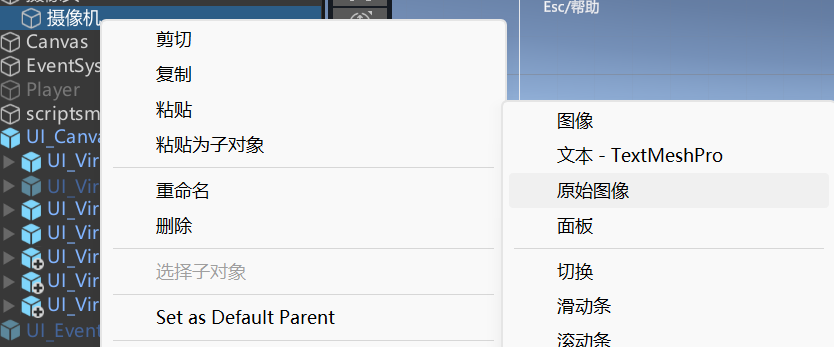 摄像机
Canvas
EventSys
Player
scriptsm
UI_Canva
UI_Vir
UI_Vir
UI_Vir
UI_Vir
UI_Vir
UI_Vir
UI_Vir
UI_Event
剪切
复制
粘贴
粘贴为子对象
重命名
删除
选择子对象
Set as Default Parent
Esc/帮助
图像
文本 - TextMeshPro
原始图像
面板
切换
滑动条
滚动条